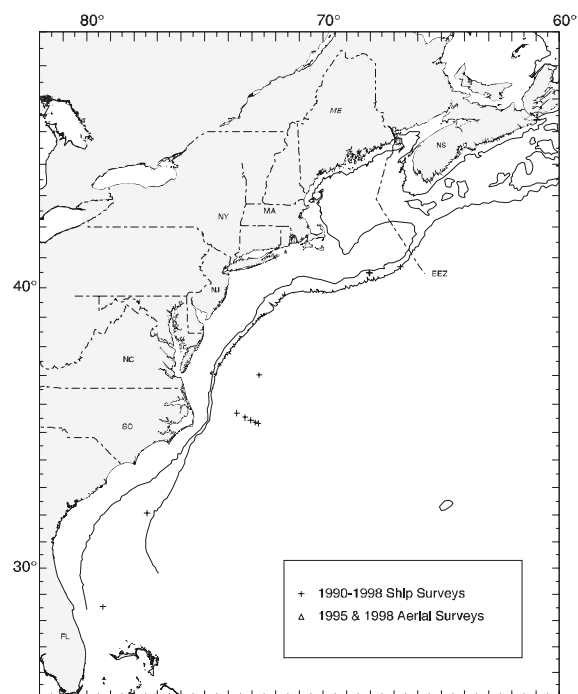 80° 70° 60°
ME
NS
NY MA
EEZ
NJ
40°
NC
SC
30°
+ 1990-1998 Ship Surveys
△ 1995 & 1998 Aerial Surveys
FL